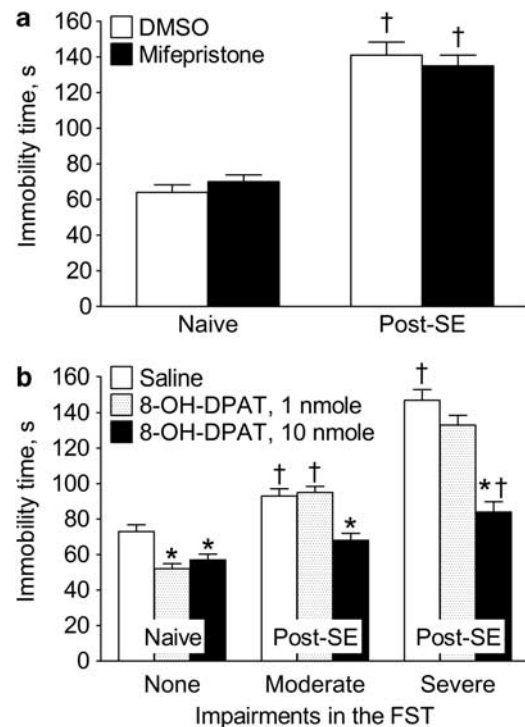 a
DMSO
Mifepristone
Immobility time, s
160
140
120
100
80
60
40
20
0
† †
Naive Post-SE
b
Saline
8-OH-DPAT, 1 nmole
8-OH-DPAT, 10 nmole
Immobility time, s
160
140
120
100
80
60
40
20
0
* * † † * † *†
Naive Post-SE Post-SE
None Moderate Severe
Impairments in the FST